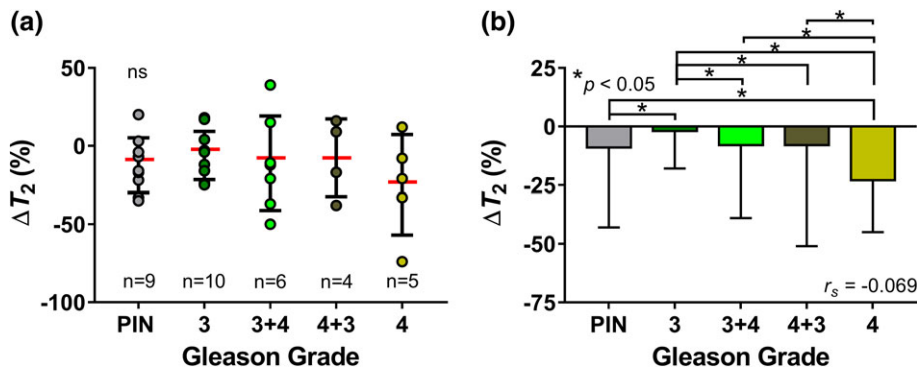 (a)
50
0
-50
-100
ΔT₂ (%)
ns
n=9 n=10 n=6 n=4 n=5
PIN 3 3+4 4+3 4
Gleason Grade
(b)
25
0
-25
-50
-75
ΔT₂ (%)
* p < 0.05
*
*
*
*
*
*
*
rₛ = -0.069
PIN 3 3+4 4+3 4
Gleason Grade